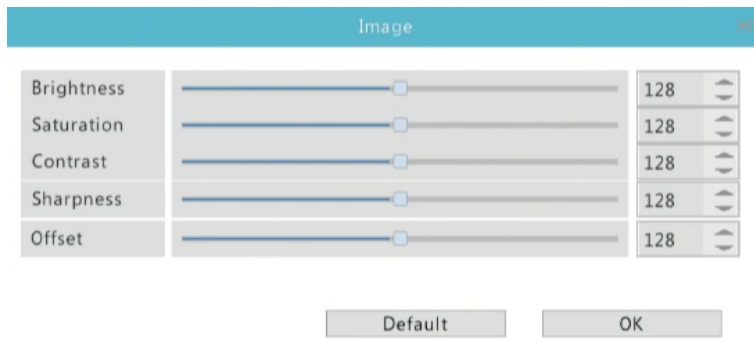 Image
Brightness 128
Saturation 128
Contrast 128
Sharpness 128
Offset 128
Default OK